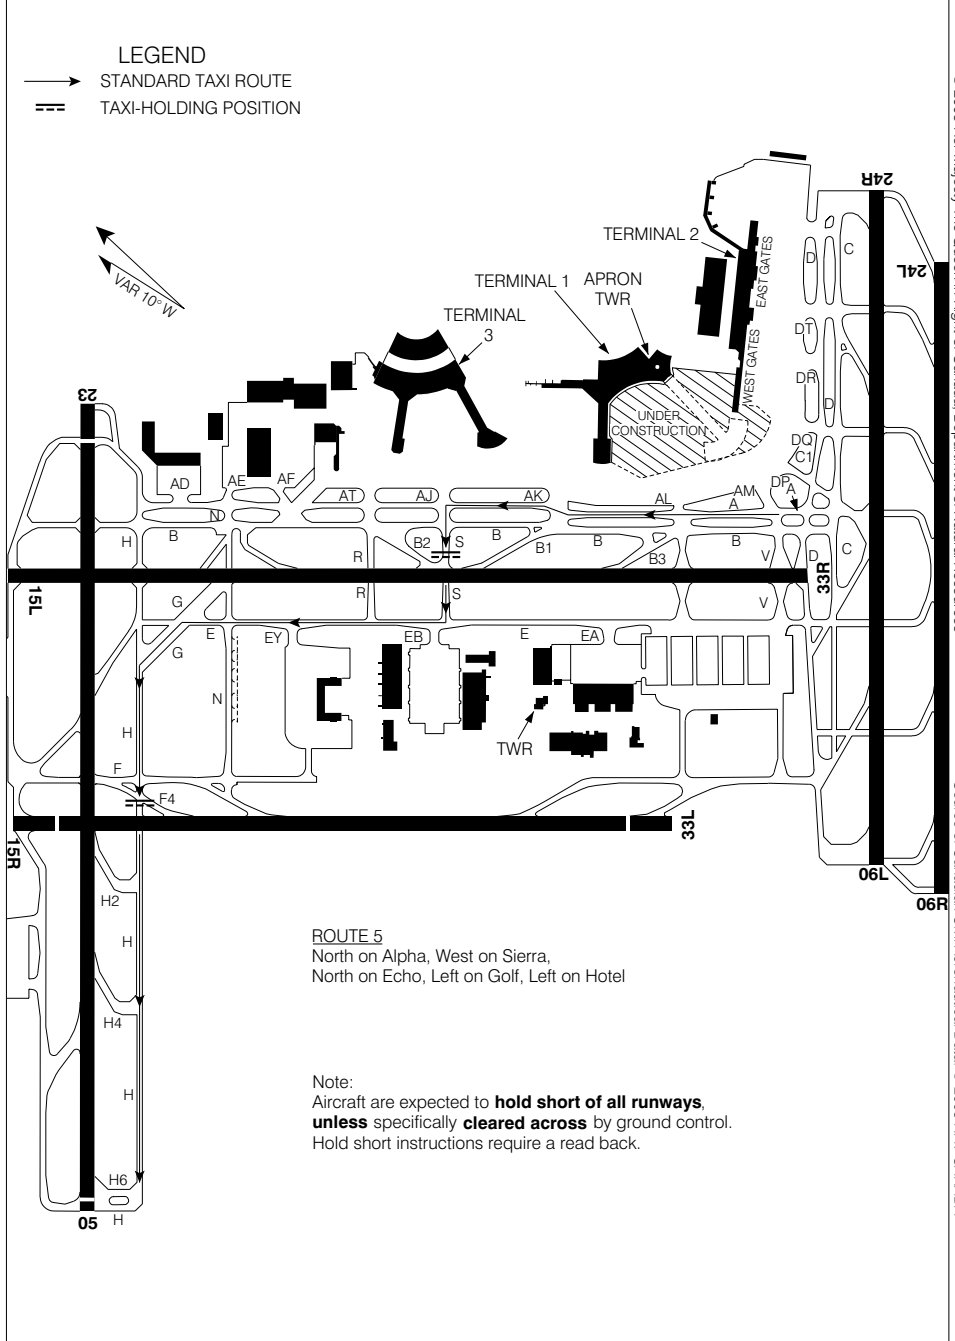 LEGEND
STANDARD TAXI ROUTE
TAXI-HOLDING POSITION
VAR 10° W
TERMINAL 2
TERMINAL 1
APRON
TWR
TERMINAL
3
EAST GATES
WEST GATES
UNDER
CONSTRUCTION
24R
24L
D
C
DT
DR
D
DQ
C1
DP
A
23
AD
AE
AF
AT
AJ
AK
AL
AM
A
N
H
B
R
B2
S
B
B1
B
B3
B
V
D
C
15L
33R
G
R
S
V
E
EY
EB
E
EA
G
N
H
TWR
F
F4
15R
33L
06L
06R
H2
H
H4
H
H6
H
05
ROUTE 5
North on Alpha, West on Sierra,
North on Echo, Left on Golf, Left on Hotel
Note:
Aircraft are expected to hold short of all runways,
unless specifically cleared across by ground control.
Hold short instructions require a read back.